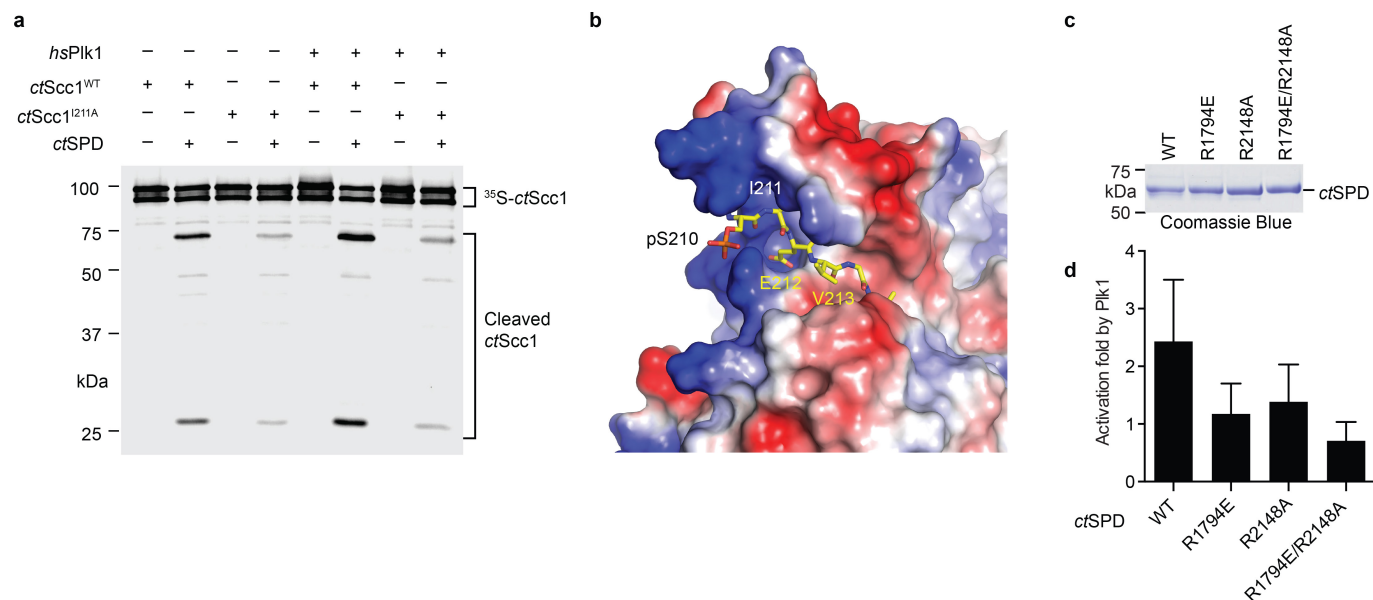 a
hsPlk1 – – – – + + + +
ctScc1WT + + – – + + – –
ctScc1I211A – – + + – – + +
ctSPD – + – + – + – +
100
75
50
37
kDa
25
35S-ctScc1
Cleaved
ctScc1
b
I211
pS210
E212
V213
c
WT
R1794E
R2148A
R1794E/R2148A
75
kDa
50
ctSPD
Coomassie Blue
d
Activation fold by Plk1
4
3
2
1
0
ctSPD
WT
R1794E
R2148A
R1794E/R2148A